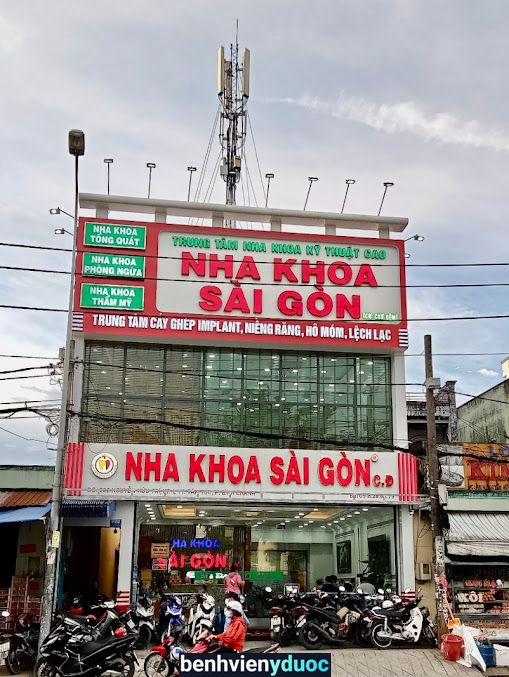 NHA KHOA
TỔNG QUÁT
NHA KHOA
PHÒNG NGỪA
NHA KHOA
THẨM MỸ
TRUNG TÂM NHA KHOA KỸ THUẬT CAO
NHA KHOA
SÀI GÒN
TRUNG TÂM CẤY GHÉP IMPLANT, NIỀNG RĂNG, HÔ MÓM, LỆCH LẠC
NHA KHOA SÀI GÒN C.Đ
HA KHOA
SÀI GÒN
benhvienyduoc